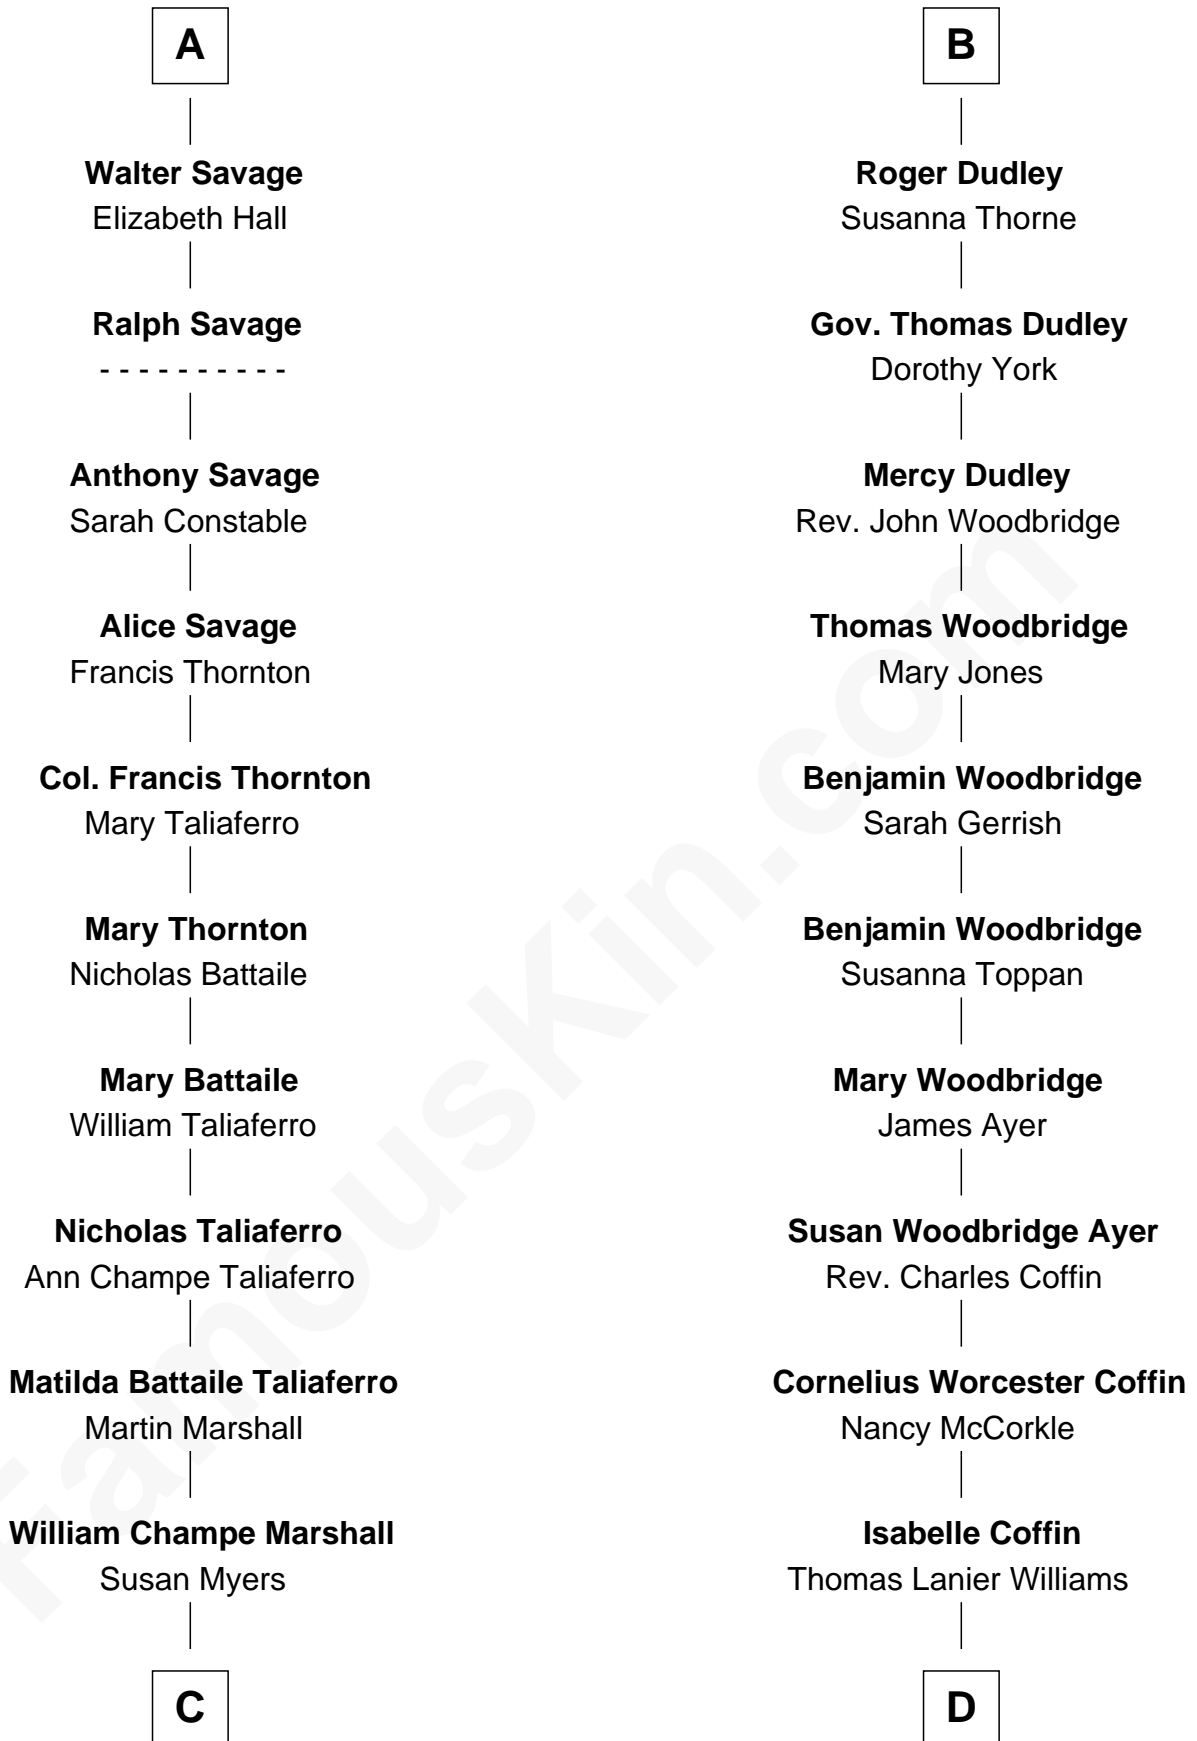 A
Walter Savage
Elizabeth Hall
Ralph Savage
- - - - - - - - - -
Anthony Savage
Sarah Constable
Alice Savage
Francis Thornton
Col. Francis Thornton
Mary Taliaferro
Mary Thornton
Nicholas Battaile
Mary Battaile
William Taliaferro
Nicholas Taliaferro
Ann Champe Taliaferro
Matilda Battaile Taliaferro
Martin Marshall
William Champe Marshall
Susan Myers
C
B
Roger Dudley
Susanna Thorne
Gov. Thomas Dudley
Dorothy York
Mercy Dudley
Rev. John Woodbridge
Thomas Woodbridge
Mary Jones
Benjamin Woodbridge
Sarah Gerrish
Benjamin Woodbridge
Susanna Toppan
Mary Woodbridge
James Ayer
Susan Woodbridge Ayer
Rev. Charles Coffin
Cornelius Worcester Coffin
Nancy McCorkle
Isabelle Coffin
Thomas Lanier Williams
D
FamousKin.com